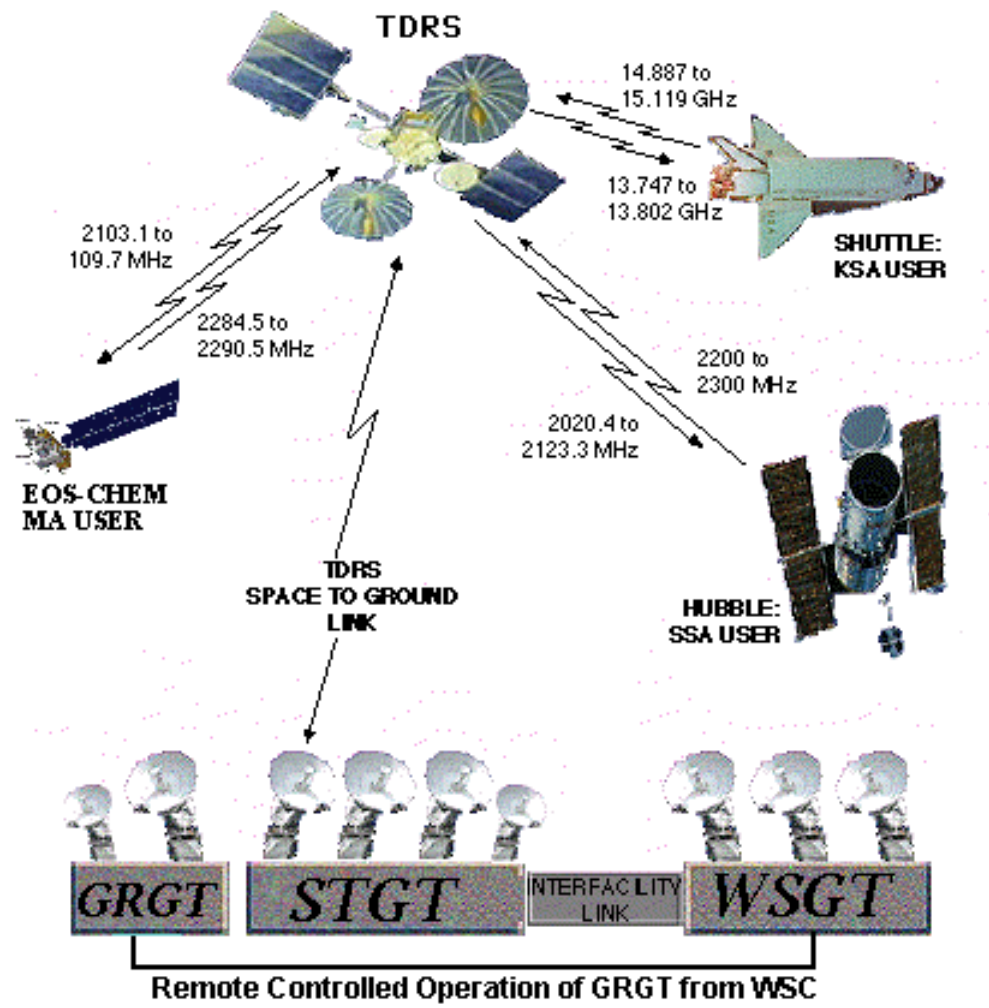 TDRS
14.887 to
15.119 GHz
13.747 to
13.802 GHz
SHUTTLE:
KSA USER
2103.1 to
109.7 MHz
2284.5 to
2290.5 MHz
2200 to
2300 MHz
2020.4 to
2123.3 MHz
EOS-CHEM
MA USER
TDRS
SPACE TO GROUND
LINK
HUBBLE:
SSA USER
GRGT
STGT
INTERFACILITY
LINK
WSGT
Remote Controlled Operation of GRGT from WSC